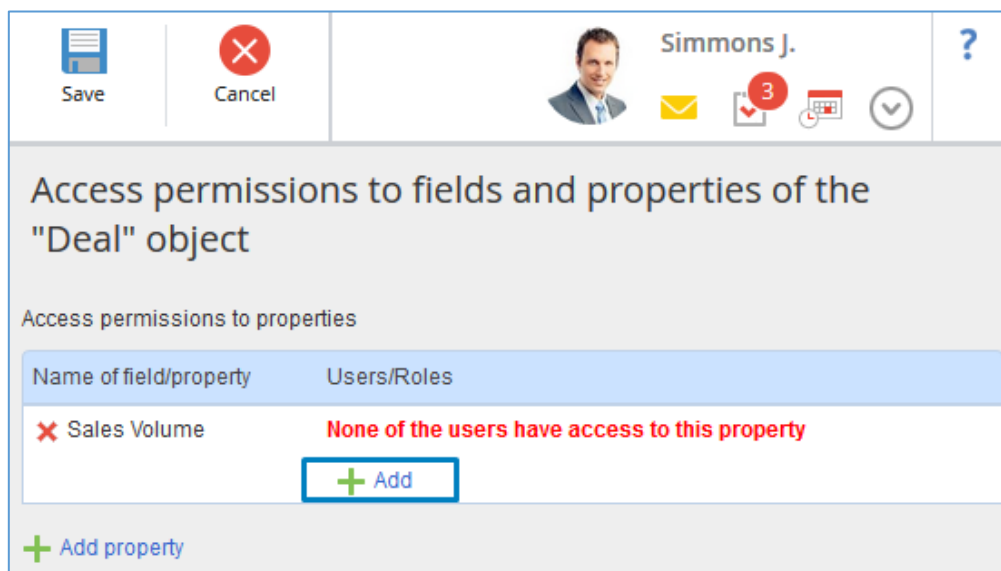 Save
Cancel
Simmons J.
?
3
Access permissions to fields and properties of the
"Deal" object
Access permissions to properties
Name of field/property Users/Roles
Sales Volume None of the users have access to this property
Add
Add property